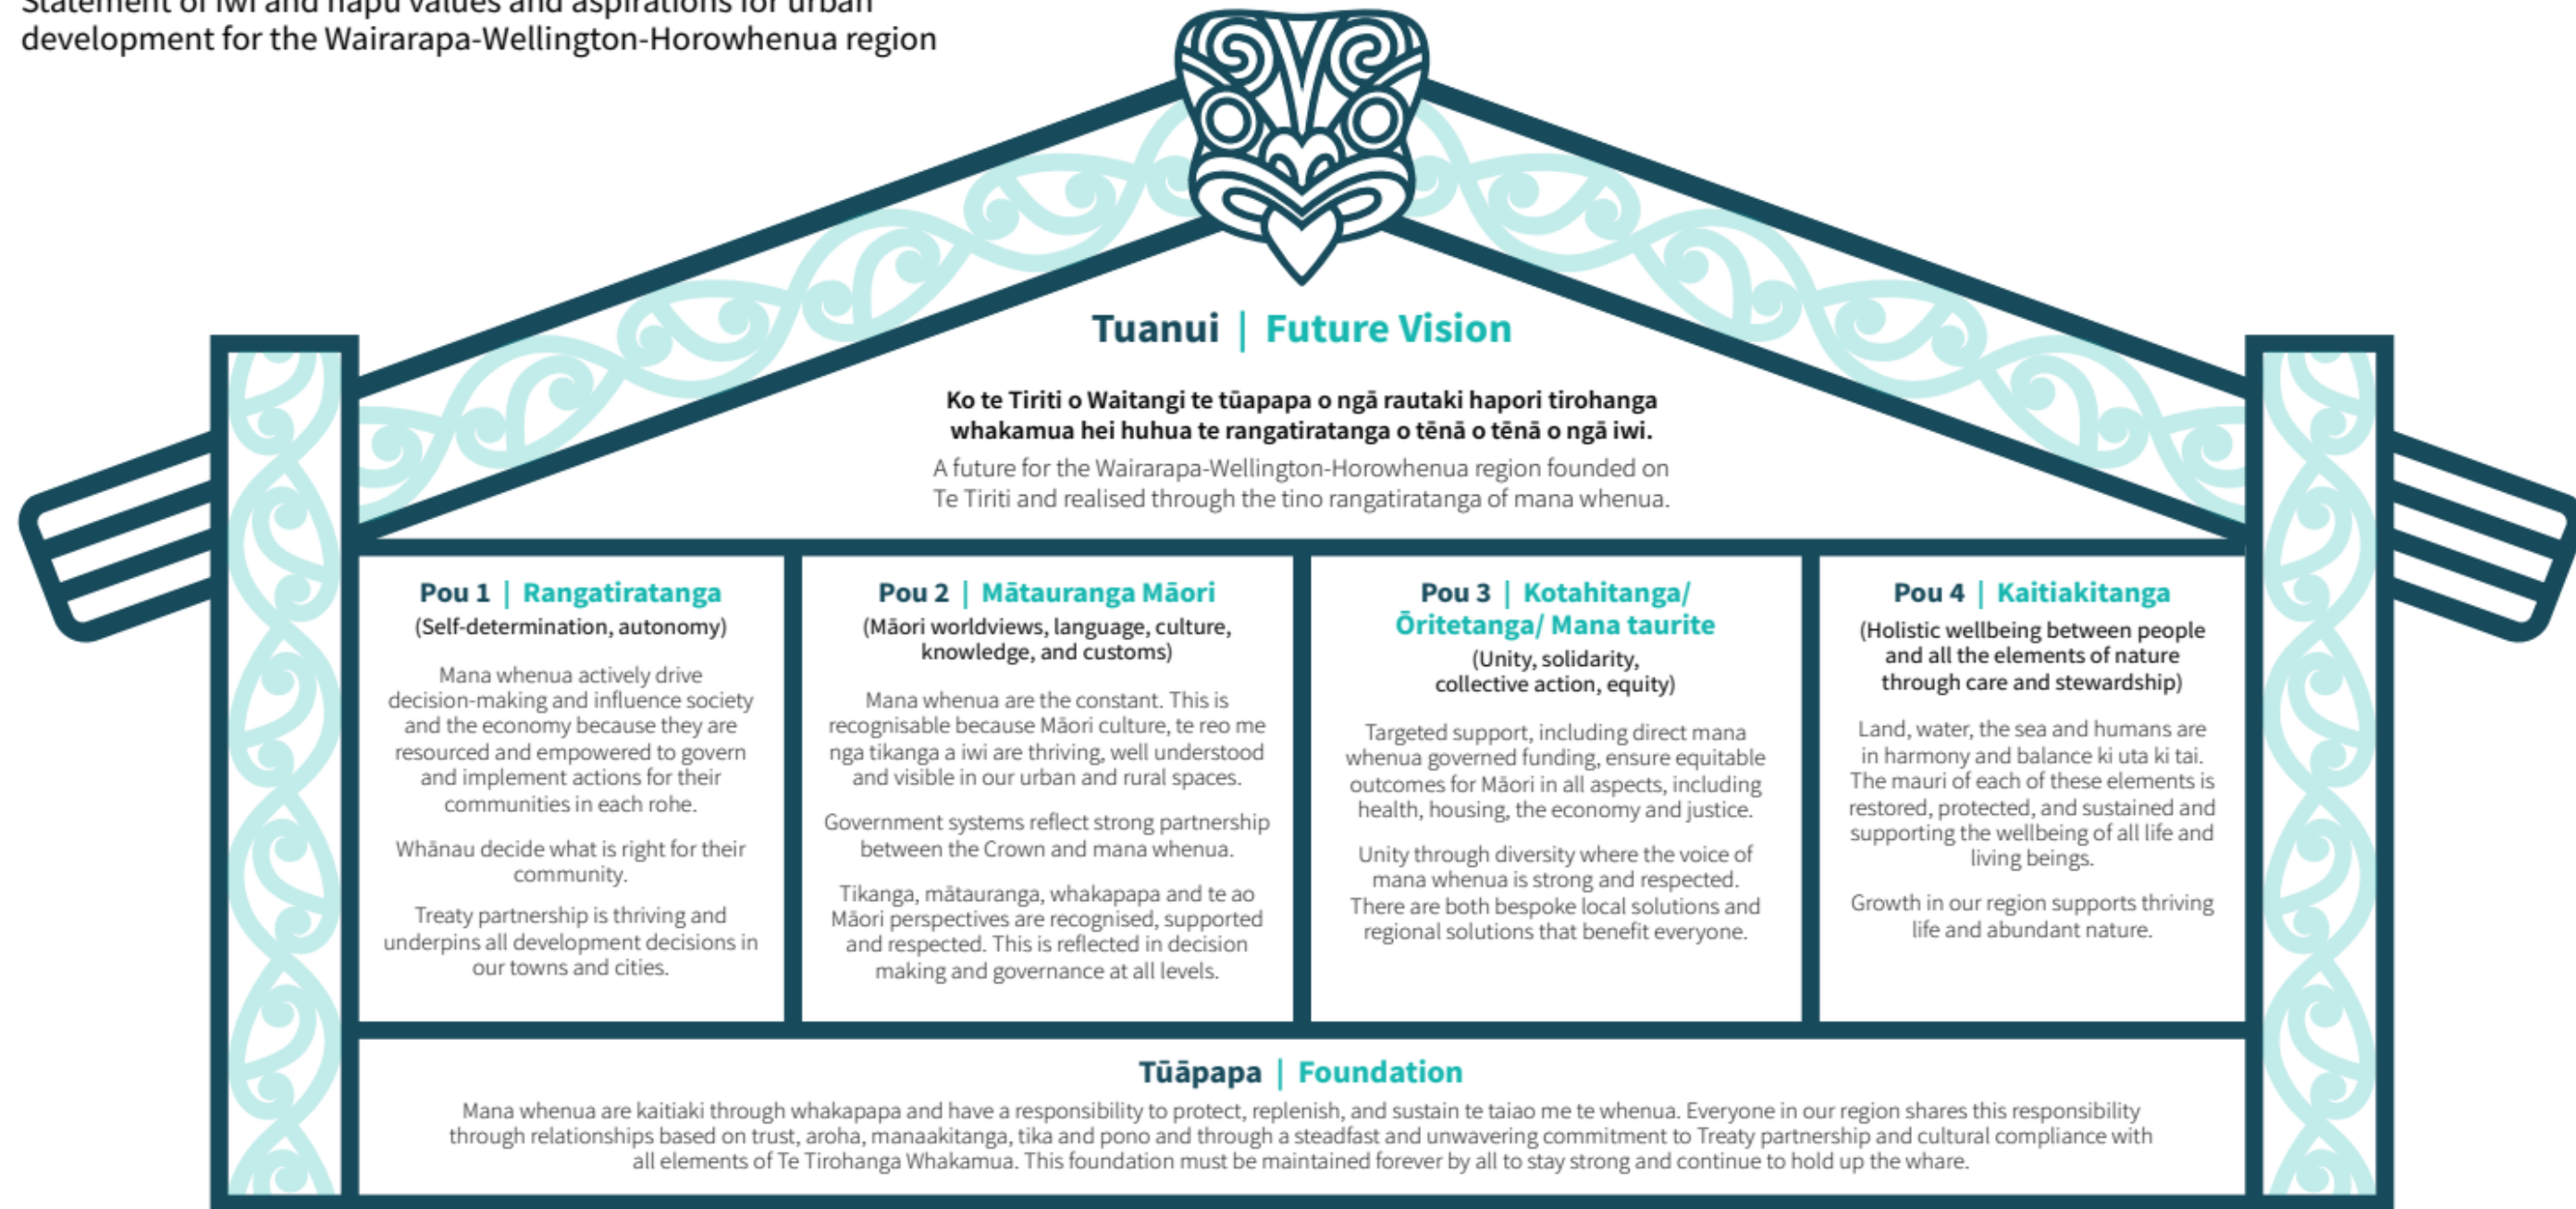 Statement of iwi and hapū values and aspirations for urban
development for the Wairarapa-Wellington-Horowhenua region
Tuanui | Future Vision
Ko te Tiriti o Waitangi te tūapapa o ngā rautaki hapori tirohanga
whakamua hei huhua te rangatiratanga o tēnā o tēnā o ngā iwi.
A future for the Wairarapa-Wellington-Horowhenua region founded on
Te Tiriti and realised through the tino rangatiratanga of mana whenua.
Pou 1 | Rangatiratanga
(Self-determination, autonomy)
Mana whenua actively drive
decision-making and influence society
and the economy because they are
resourced and empowered to govern
and implement actions for their
communities in each rohe.
Whānau decide what is right for their
community.
Treaty partnership is thriving and
underpins all development decisions in
our towns and cities.
Pou 2 | Mātauranga Māori
(Māori worldviews, language, culture,
knowledge, and customs)
Mana whenua are the constant. This is
recognisable because Māori culture, te reo me
nga tikanga a iwi are thriving, well understood
and visible in our urban and rural spaces.
Government systems reflect strong partnership
between the Crown and mana whenua.
Tikanga, mātauranga, whakapapa and te ao
Māori perspectives are recognised, supported
and respected. This is reflected in decision
making and governance at all levels.
Pou 3 | Kotahitanga/
Ōritetanga/ Mana taurite
(Unity, solidarity,
collective action, equity)
Targeted support, including direct mana
whenua governed funding, ensure equitable
outcomes for Māori in all aspects, including
health, housing, the economy and justice.
Unity through diversity where the voice of
mana whenua is strong and respected.
There are both bespoke local solutions and
regional solutions that benefit everyone.
Pou 4 | Kaitiakitanga
(Holistic wellbeing between people
and all the elements of nature
through care and stewardship)
Land, water, the sea and humans are
in harmony and balance ki uta ki tai.
The mauri of each of these elements is
restored, protected, and sustained and
supporting the wellbeing of all life and
living beings.
Growth in our region supports thriving
life and abundant nature.
Tūāpapa | Foundation
Mana whenua are kaitiaki through whakapapa and have a responsibility to protect, replenish, and sustain te taiao me te whenua. Everyone in our region shares this responsibility
through relationships based on trust, aroha, manaakitanga, tika and pono and through a steadfast and unwavering commitment to Treaty partnership and cultural compliance with
all elements of Te Tirohanga Whakamua. This foundation must be maintained forever by all to stay strong and continue to hold up the whare.